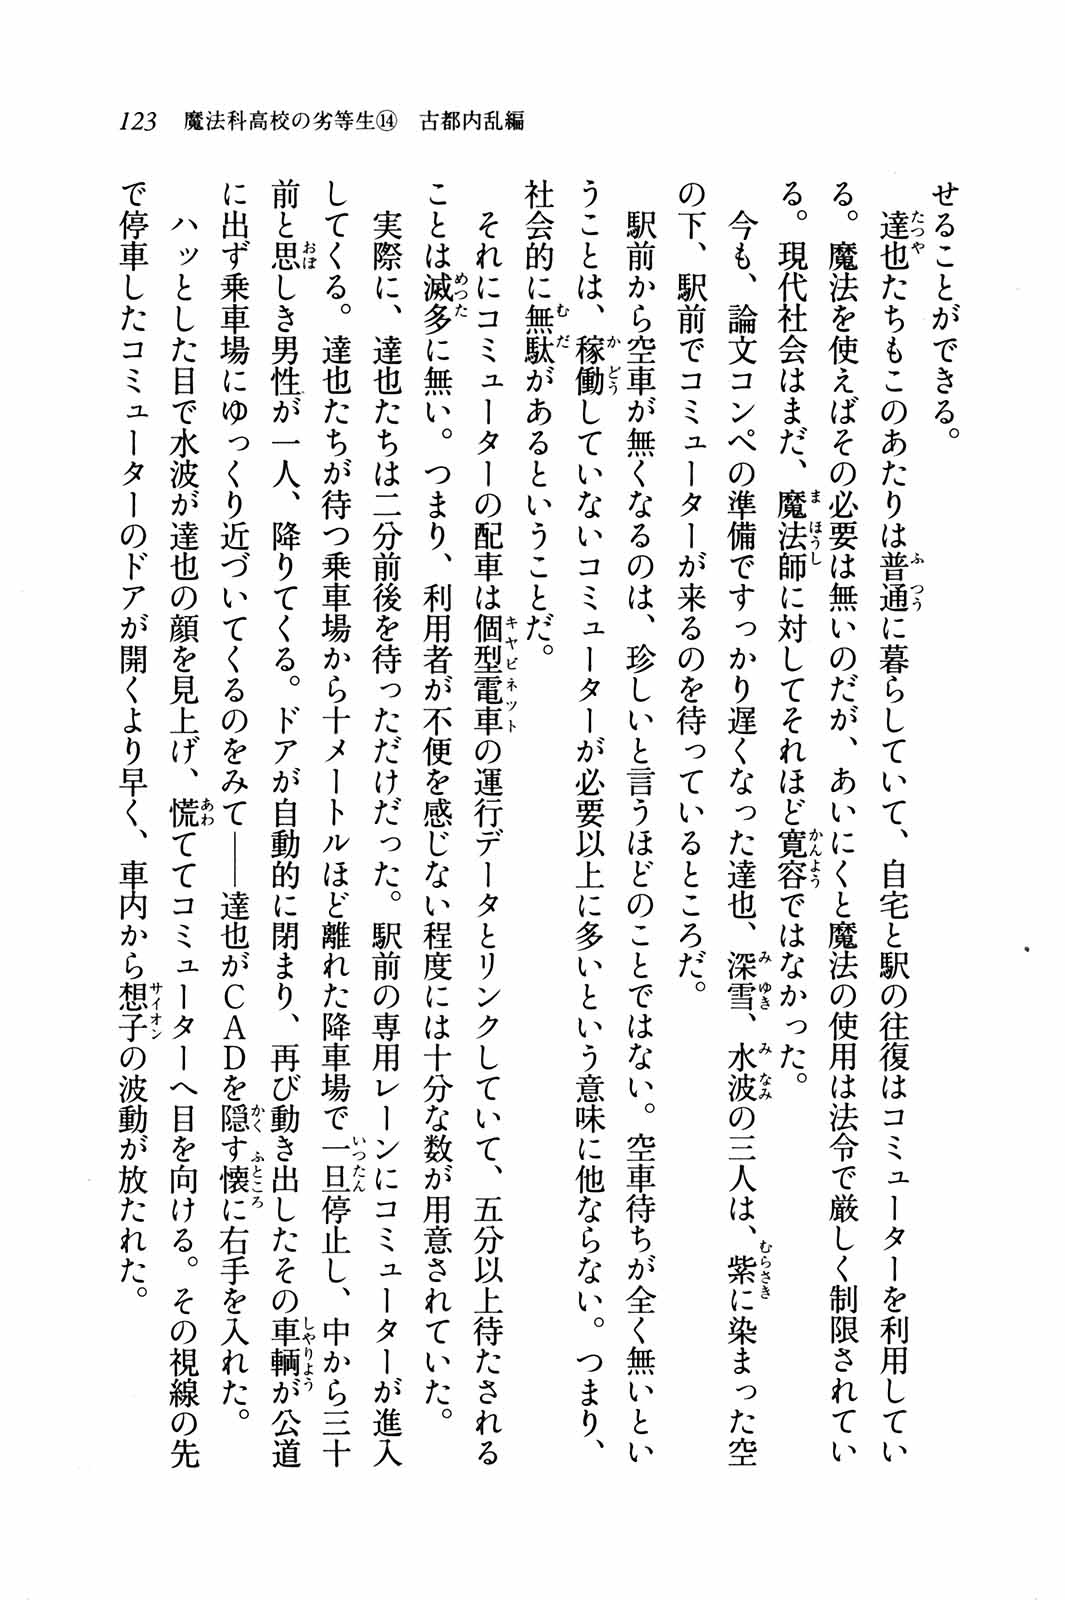 123 魔法科高校の劣等生⑭ 古都内乱編
せることができる。
達也たちもこのあたりは普通に暮らしていて、自宅と駅の往復はコミューターを利用してい
る。魔法を使えばその必要は無いのだが、あいにくと魔法の使用は法令で厳しく制限されてい
る。現代社会はまだ、魔法師に対してそれほど寛容ではなかった。
今も、論文コンペの準備ですっかり遅くなった達也、深雪、水波の三人は、紫に染まった空
の下、駅前でコミューターが来るのを待っているところだ。
駅前から空車が無くなるのは、珍しいと言うほどのことではない。空車待ちが全く無いとい
うことは、稼働していないコミューターが必要以上に多いという意味に他ならない。つまり、
社会的に無駄があるということだ。
それにコミューターの配車は個型電車の運行データとリンクしていて、五分以上待たされる
ことは滅多に無い。つまり、利用者が不便を感じない程度には十分な数が用意されていた。
実際に、達也たちは二分前後を待っただけだった。駅前の専用レーンにコミューターが進入
してくる。達也たちが待つ乗車場から十メートルほど離れた降車場で一旦停止し、中から三十
前と思しき男性が一人、降りてくる。ドアが自動的に閉まり、再び動き出したその車輌が公道
に出ず乗車場にゆっくり近づいてくるのをみて——達也がCADを隠す懐に右手を入れた。
ハッとした目で水波が達也の顔を見上げ、慌ててコミューターへ目を向ける。その視線の先
で停車したコミューターのドアが開くより早く、車内から想子の波動が放たれた。